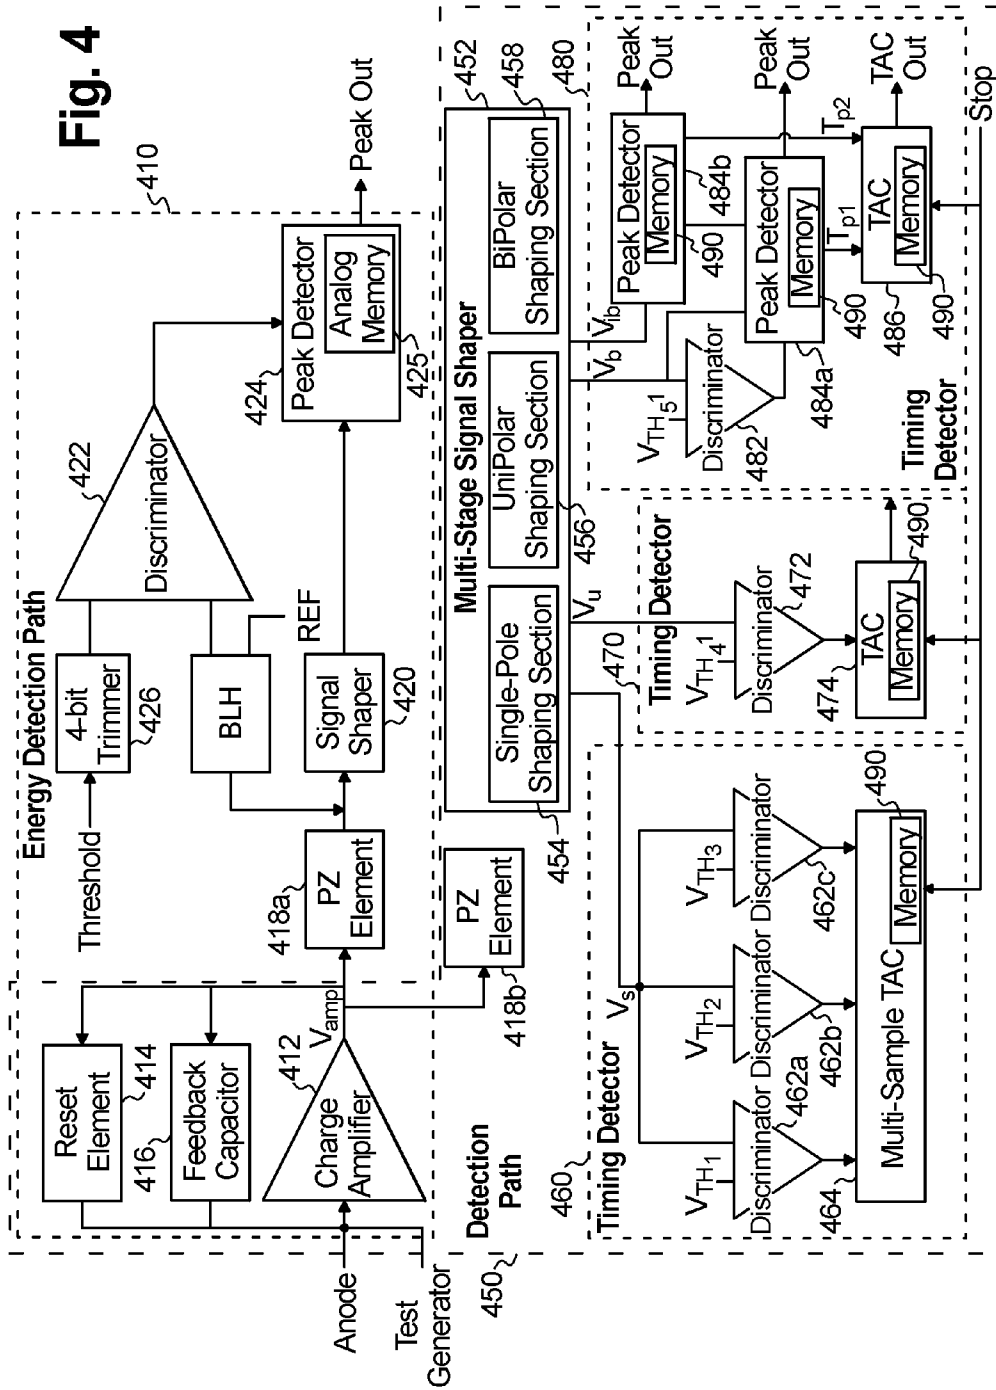 Fig. 4
Energy Detection Path
410
Threshold
4-bit
Trimmer
426
BLH
REF
Discriminator
422
Reset
Element
414
Feedback
Capacitor
416
Charge
Amplifier
412
Vamp
Anode
Test
Generator
PZ
Element
418a
Signal
Shaper
420
Peak Detector
424
Analog
Memory
425
Peak Out
Detection
Path
450
PZ
Element
418b
Multi-Stage Signal Shaper
452
Single-Pole
Shaping Section
454
UniPolar
Shaping Section
456
BiPolar
Shaping Section
458
Vs
Vu
Vb
Vib
460
Timing Detector
VTH1
Discriminator
462a
VTH2
Discriminator
462b
VTH3
Discriminator
462c
Multi-Sample TAC
464
Memory
490
470
Timing Detector
VTH41
Discriminator
472
TAC
474
Memory
490
480
Timing
Detector
VTH51
Discriminator
482
Peak Detector
484b
Memory
490
Peak
Out
Peak Detector
484a
Memory
490
Peak
Out
Tp1
Tp2
TAC
486
Memory
490
TAC
Out
Stop